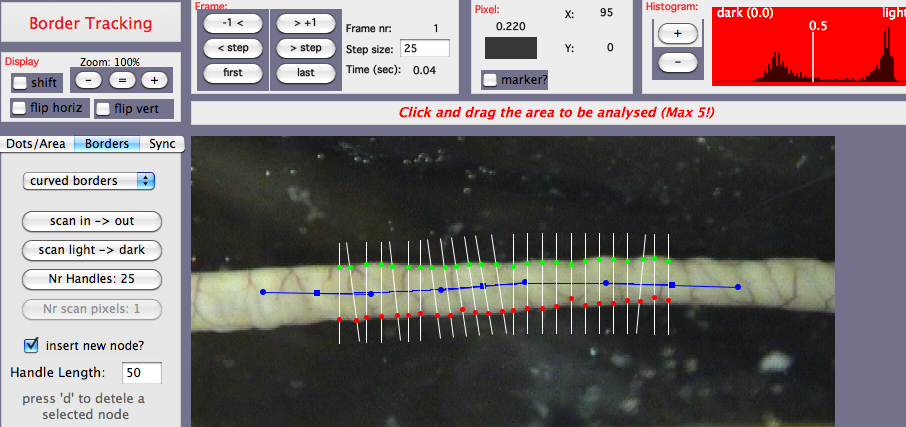 Border Tracking
Display
Zoom: 100%
shift
-
=
+
flip horiz
flip vert
Frame:
-1 <
> +1
Frame nr:
1
< step
> step
Step size:
25
first
last
Time (sec):
0.04
Pixel:
0.220
X:
95
Y:
0
marker?
Histogram:
+
-
dark (0.0)
0.5
light
Click and drag the area to be analysed (Max 5!)
Dots/Area
Borders
Sync
curved borders
scan in -> out
scan light -> dark
Nr Handles: 25
Nr scan pixels: 1
insert new node?
Handle Length:
50
press 'd' to detele a
selected node